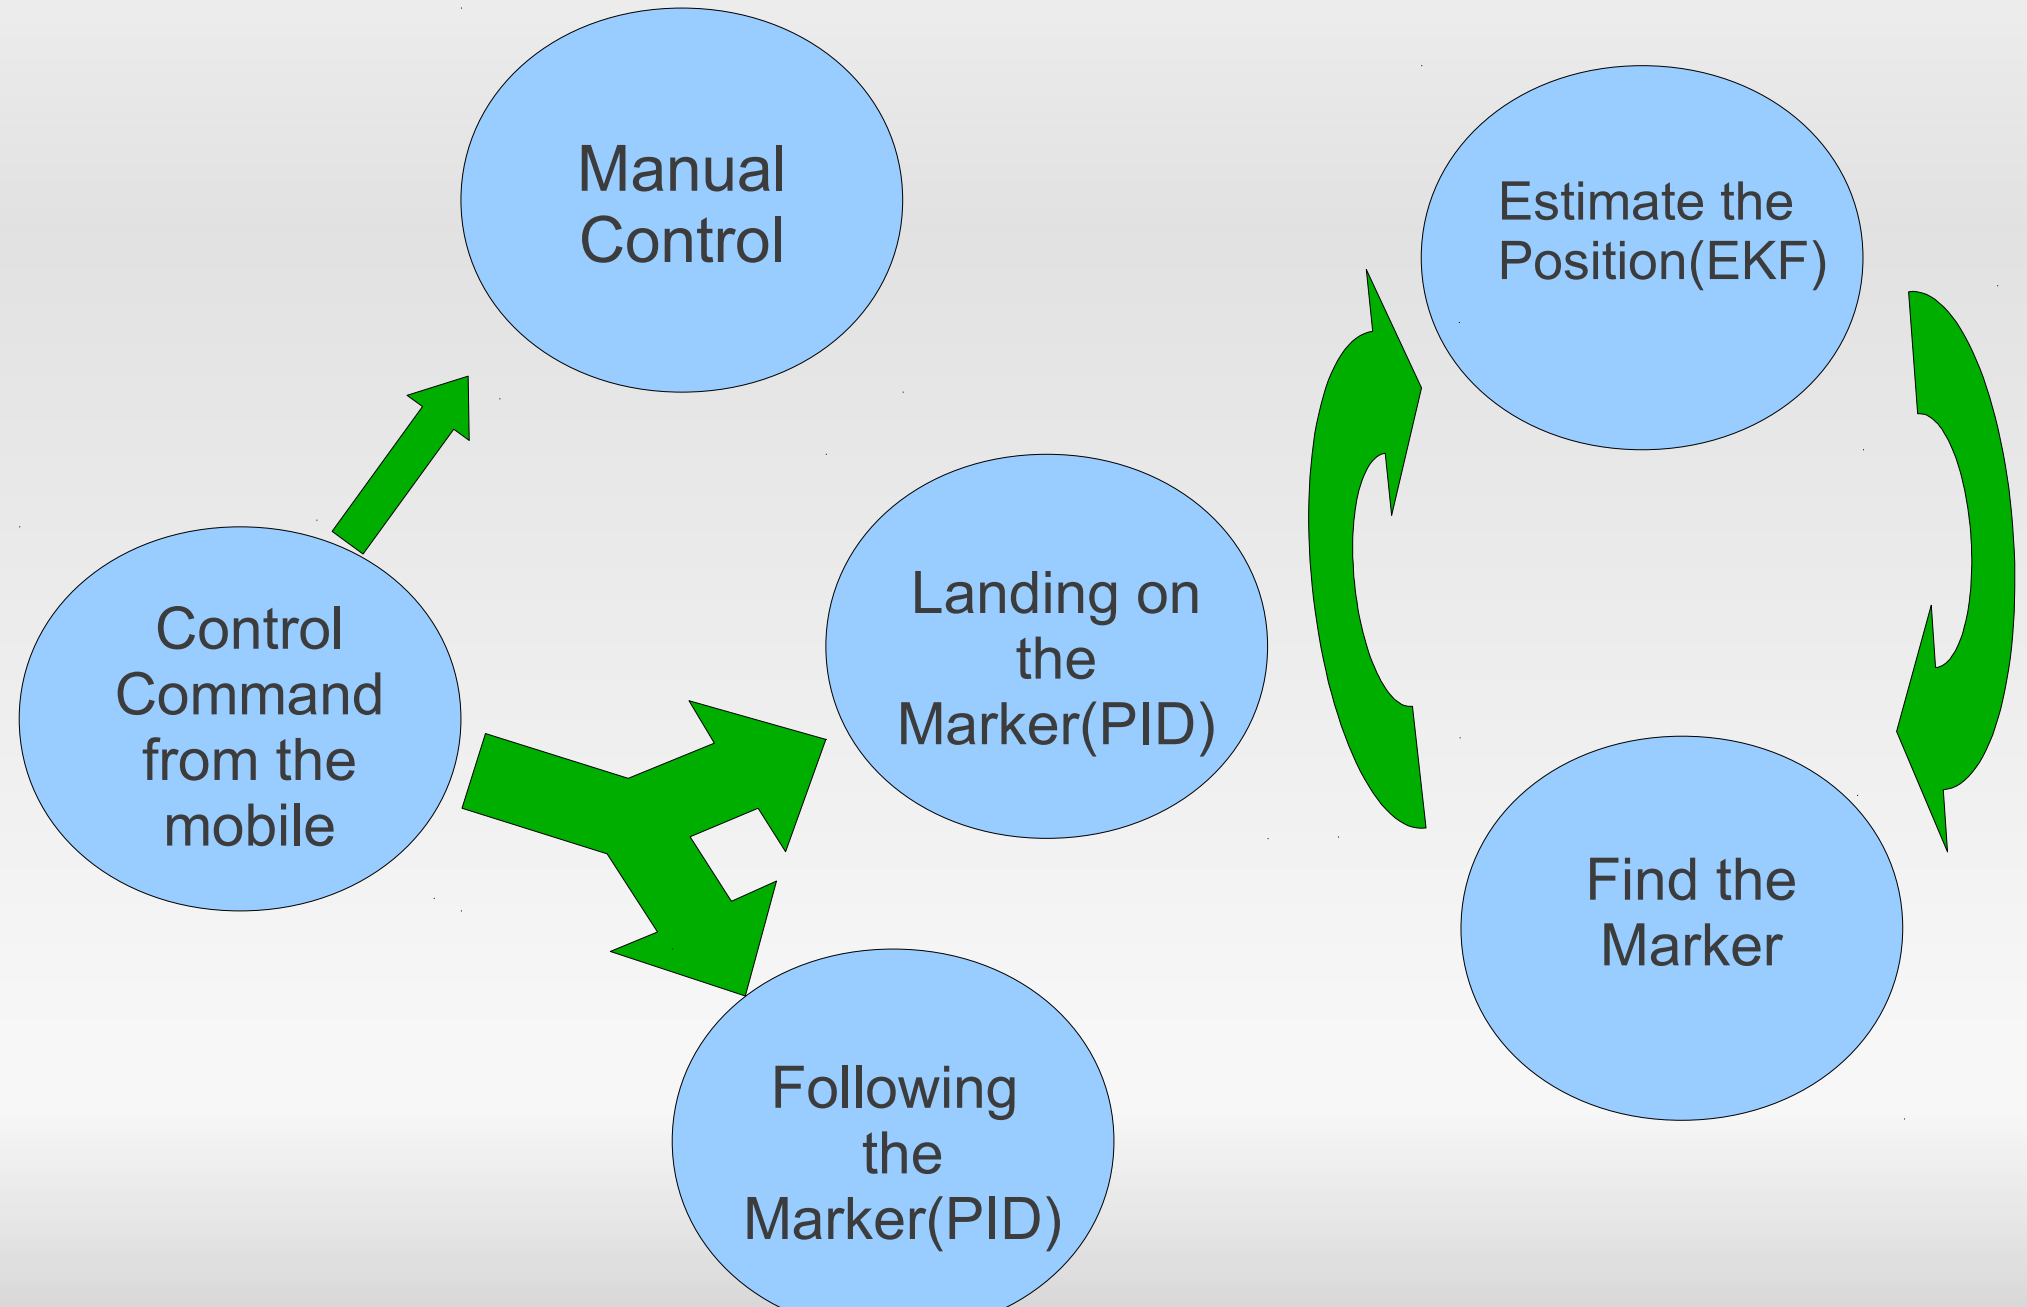 Manual
Control
Estimate the
Position(EKF)
Control
Command
from the
mobile
Landing on
the
Marker(PID)
Find the
Marker
Following
the
Marker(PID)